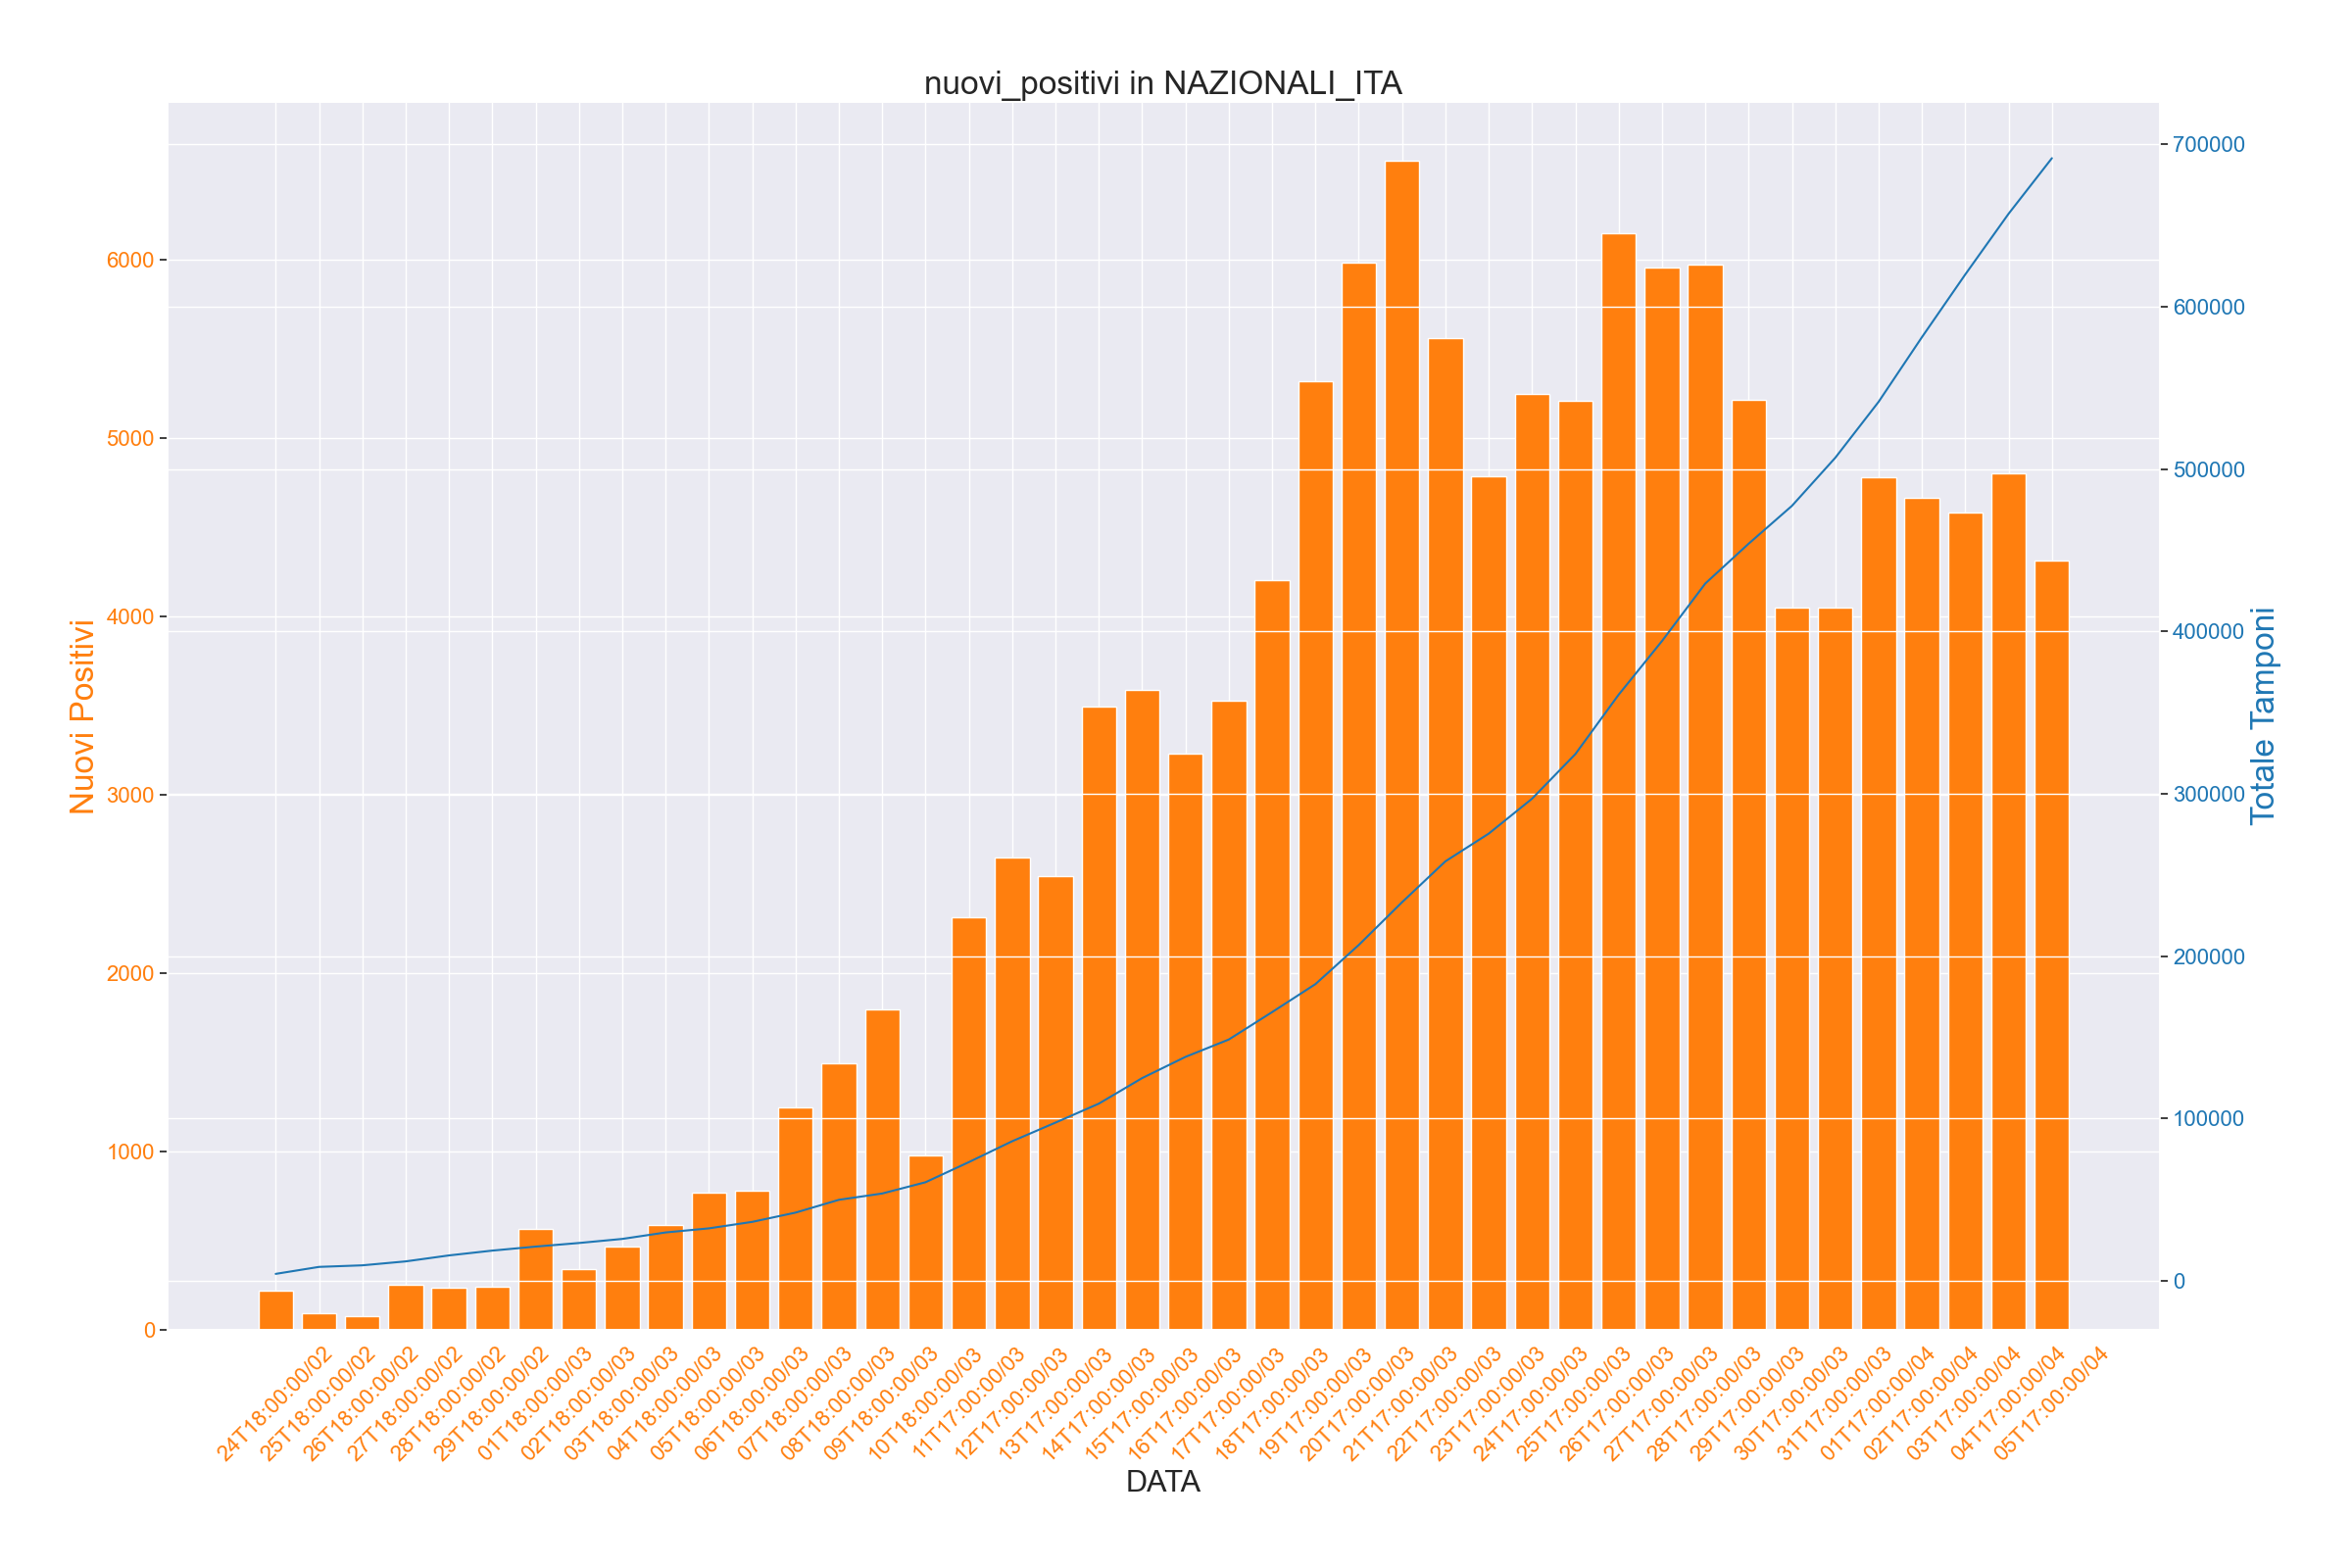 nuovi_positivi in NAZIONALI_ITA
Nuovi Positivi
6000
5000
4000
3000
2000
1000
0
700000
600000
500000
400000
300000
200000
100000
0
Totale Tamponi
24T18:00:00/02
25T18:00:00/02
26T18:00:00/02
27T18:00:00/02
28T18:00:00/02
29T18:00:00/02
01T18:00:00/03
02T18:00:00/03
03T18:00:00/03
04T18:00:00/03
05T18:00:00/03
06T18:00:00/03
07T18:00:00/03
08T18:00:00/03
09T18:00:00/03
10T18:00:00/03
11T17:00:00/03
12T17:00:00/03
13T17:00:00/03
14T17:00:00/03
15T17:00:00/03
16T17:00:00/03
17T17:00:00/03
18T17:00:00/03
19T17:00:00/03
20T17:00:00/03
21T17:00:00/03
22T17:00:00/03
23T17:00:00/03
24T17:00:00/03
25T17:00:00/03
26T17:00:00/03
27T17:00:00/03
28T17:00:00/03
29T17:00:00/03
30T17:00:00/03
31T17:00:00/03
01T17:00:00/04
02T17:00:00/04
03T17:00:00/04
04T17:00:00/04
05T17:00:00/04
DATA